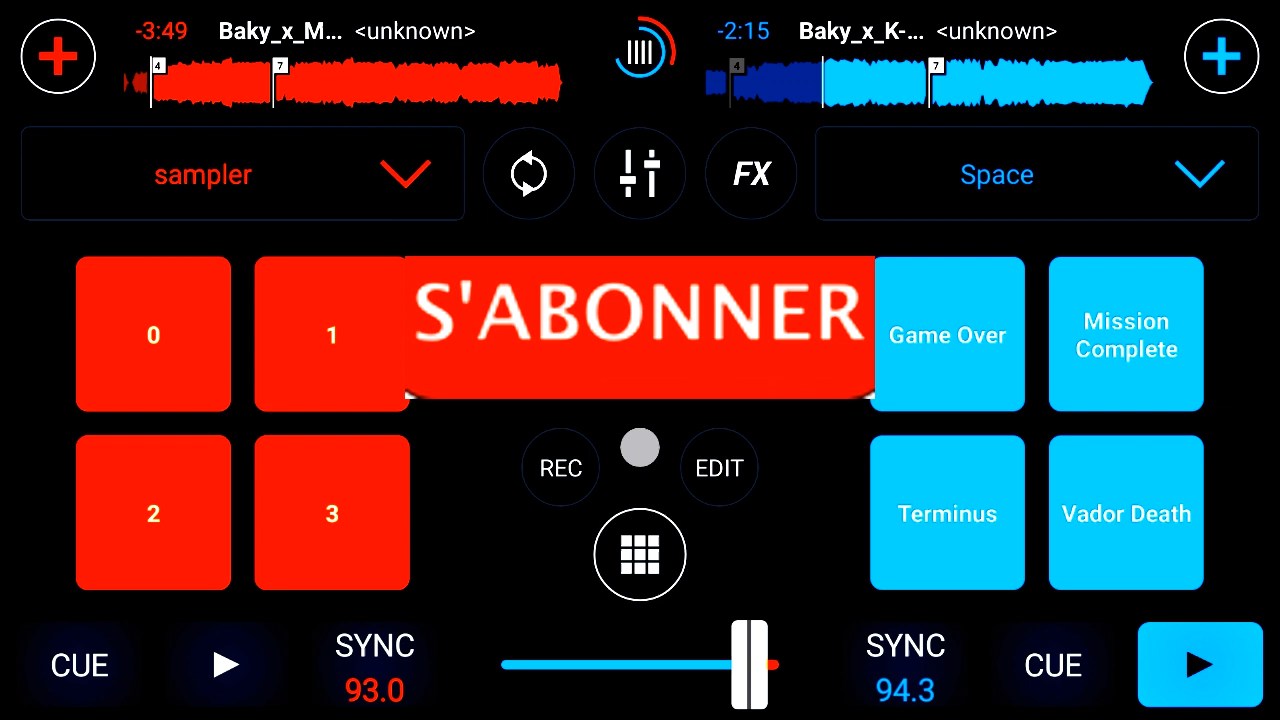 -3:49 Baky_x_M... <unknown>
-2:15 Baky_x_K-... <unknown>
4 7
4 7
sampler
FX
Space
0 1
S'ABONNER
Game Over
Mission
Complete
2 3
REC
EDIT
Terminus
Vador Death
CUE
SYNC
93.0
SYNC
94.3
CUE